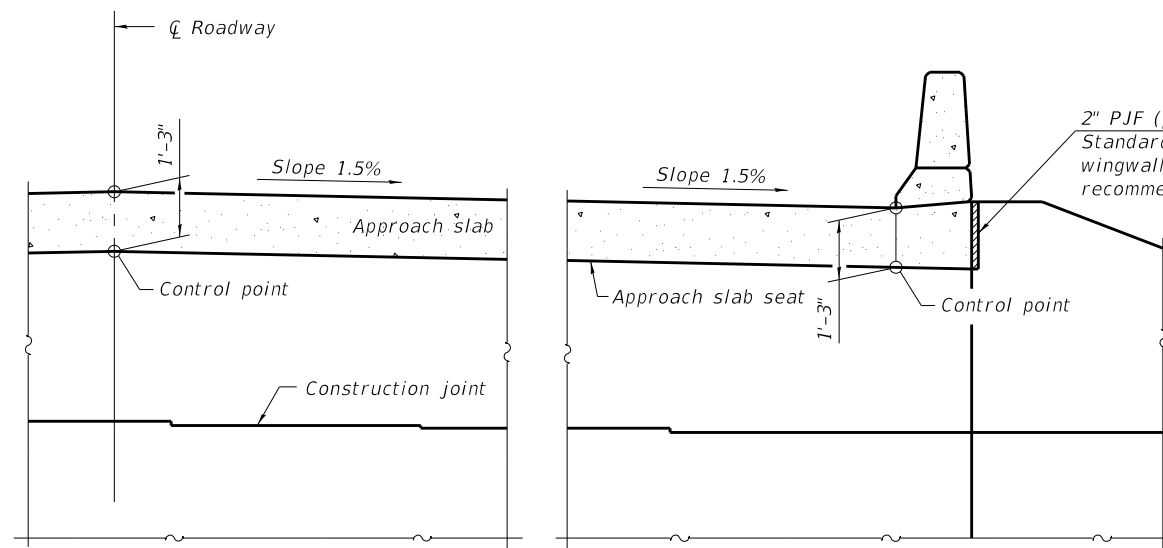 ℄ Roadway
1'-3"
Slope 1.5%
Approach slab
Control point
Construction joint
Slope 1.5%
2" PJF (
Standard
wingwall
recomme
Approach slab seat
Control point
1'-3"